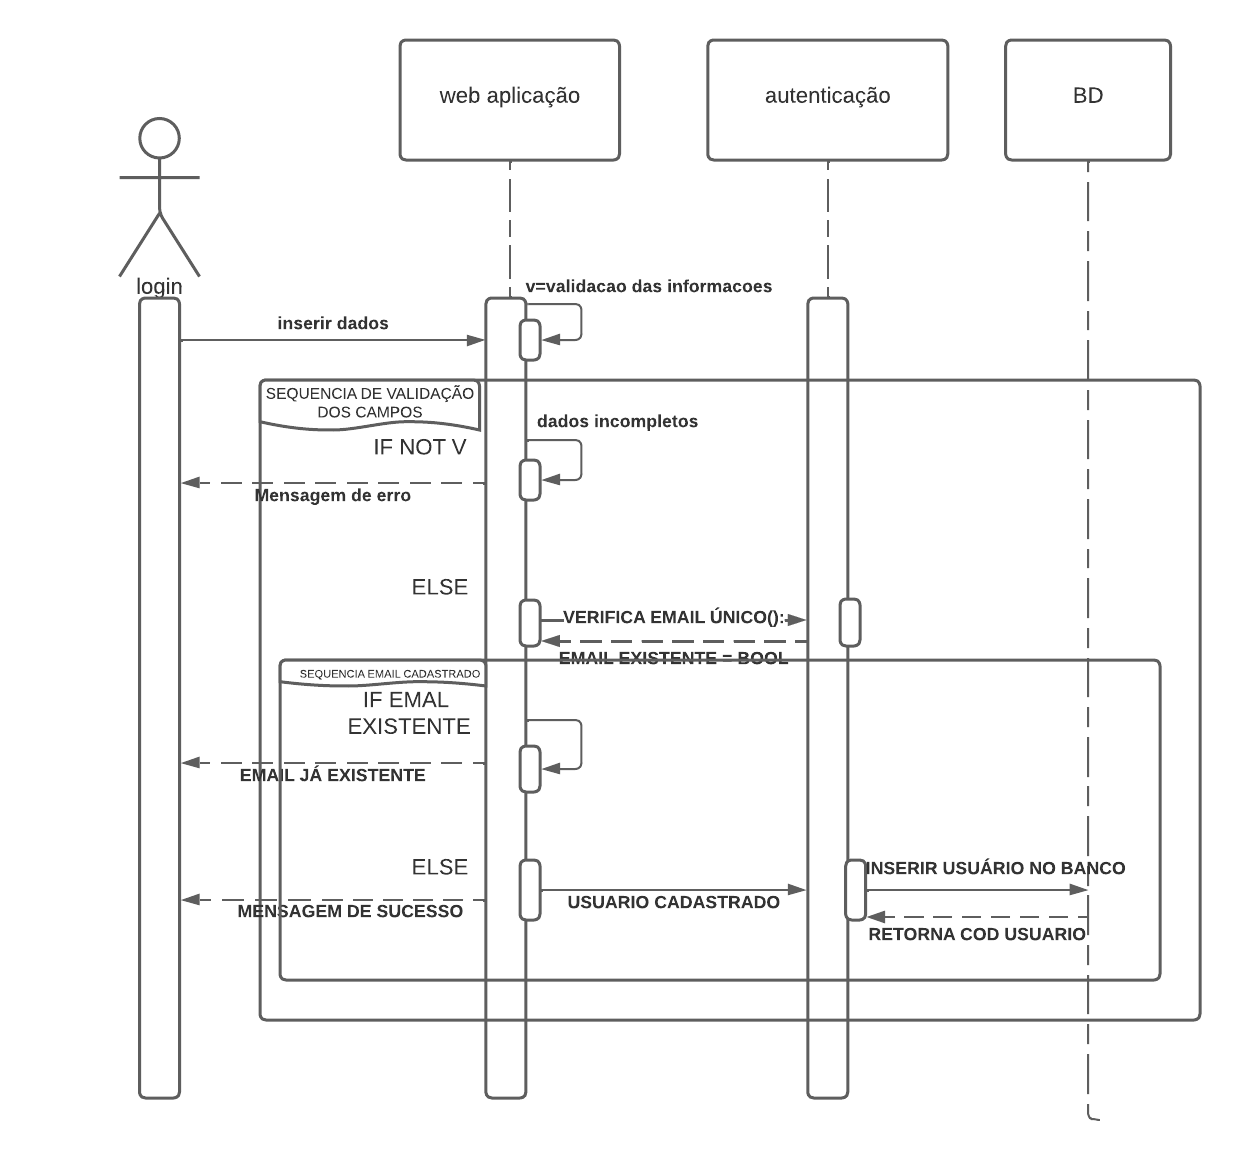 web aplicação
autenticação
BD
login
v=validacao das informacoes
inserir dados
SEQUENCIA DE VALIDAÇÃO
DOS CAMPOS
dados incompletos
IF NOT V
Mensagem de erro
ELSE
VERIFICA EMAIL ÚNICO():
EMAIL EXISTENTE = BOOL
SEQUENCIA EMAIL CADASTRADO
IF EMAL
EXISTENTE
EMAIL JÁ EXISTENTE
ELSE
INSERIR USUÁRIO NO BANCO
USUARIO CADASTRADO
MENSAGEM DE SUCESSO
RETORNA COD USUARIO